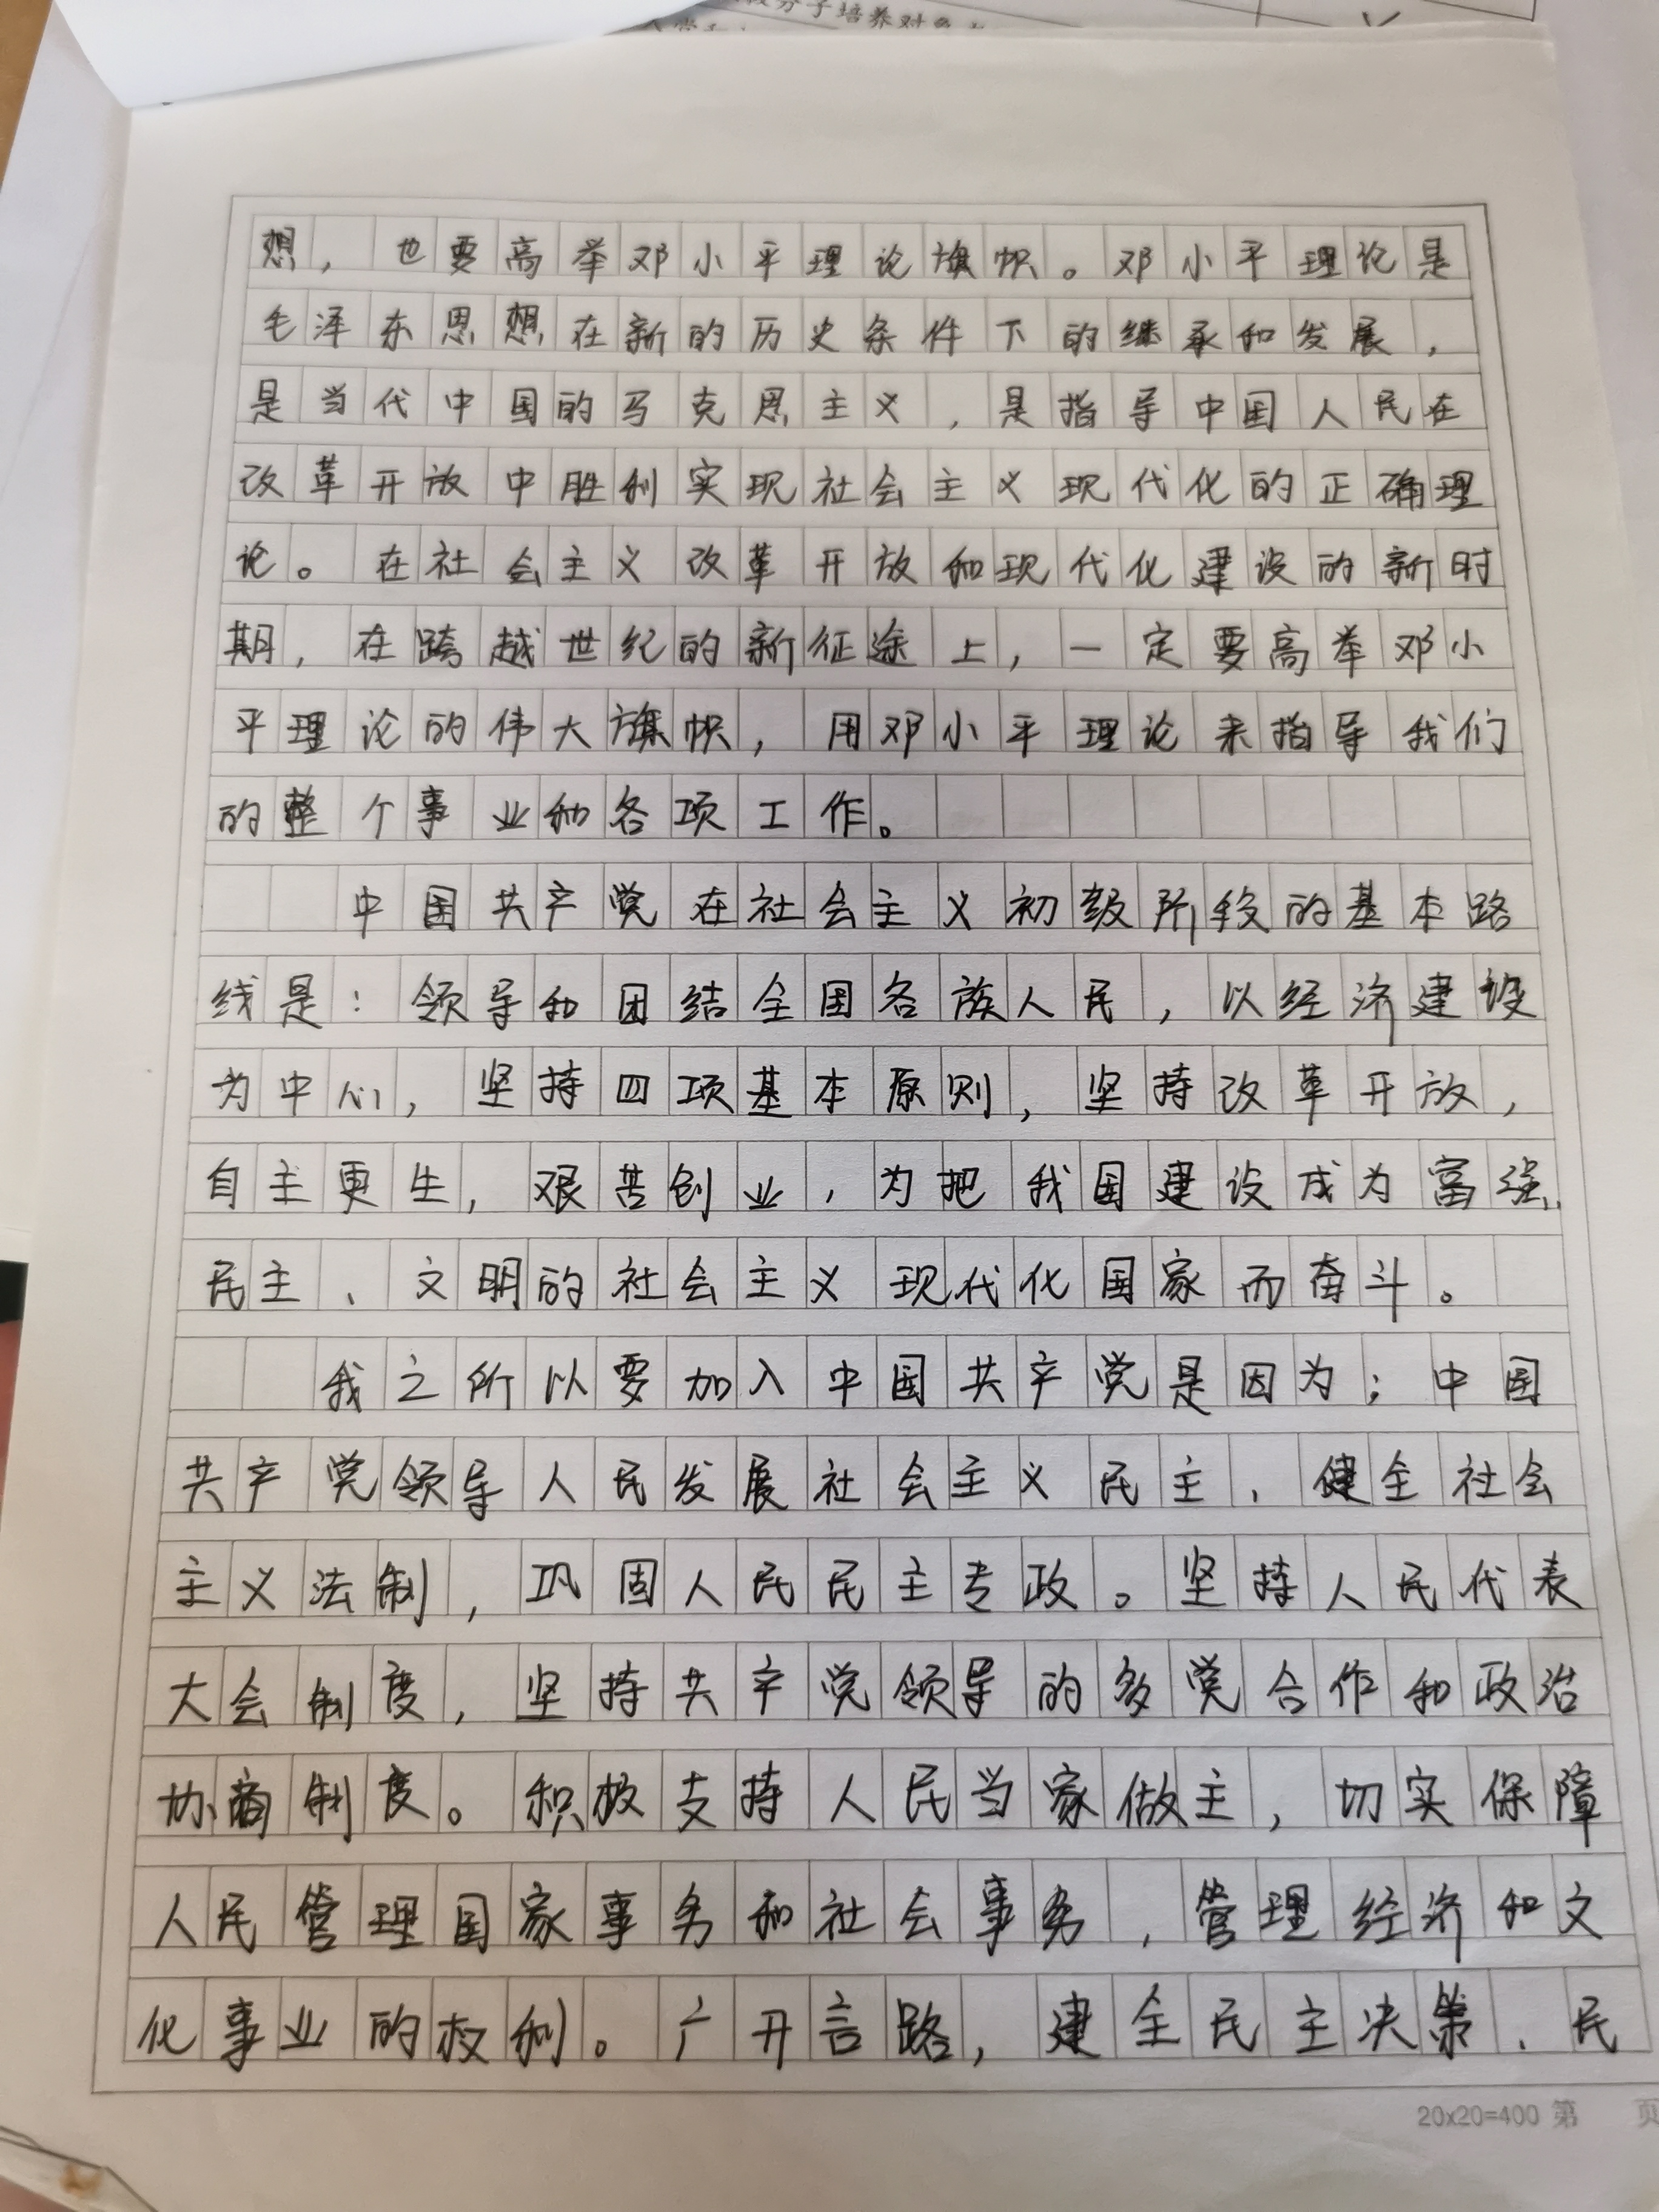 分子培养对象
想，也要高举邓小平理论旗帜。邓小平理论是
毛泽东思想在新的历史条件下的继承和发展，
是当代中国的马克思主义，是指导中国人民在
改革开放中胜利实现社会主义现代化的正确理
论。在社会主义改革开放和现代化建设的新时
期，在跨越世纪的新征途上，一定要高举邓小
平理论的伟大旗帜，用邓小平理论来指导我们
的整个事业和各项工作。
中国共产党在社会主义初级阶段的基本路
线是：领导和团结全国各族人民，以经济建设
为中心，坚持四项基本原则，坚持改革开放，
自主更生，艰苦创业，为把我国建设成为富强、
民主、文明的社会主义现代化国家而奋斗。
我之所以要加入中国共产党是因为；中国
共产党领导人民发展社会主义民主，健全社会
主义法制，巩固人民民主专政。坚持人民代表
大会制度，坚持共产党领导的多党合作和政治
协商制度。积极支持人民当家做主，切实保障
人民管理国家事务和社会事务，管理经济和文
化事业的权利。广开言路，建全民主决策、民
20x20=400 第 页